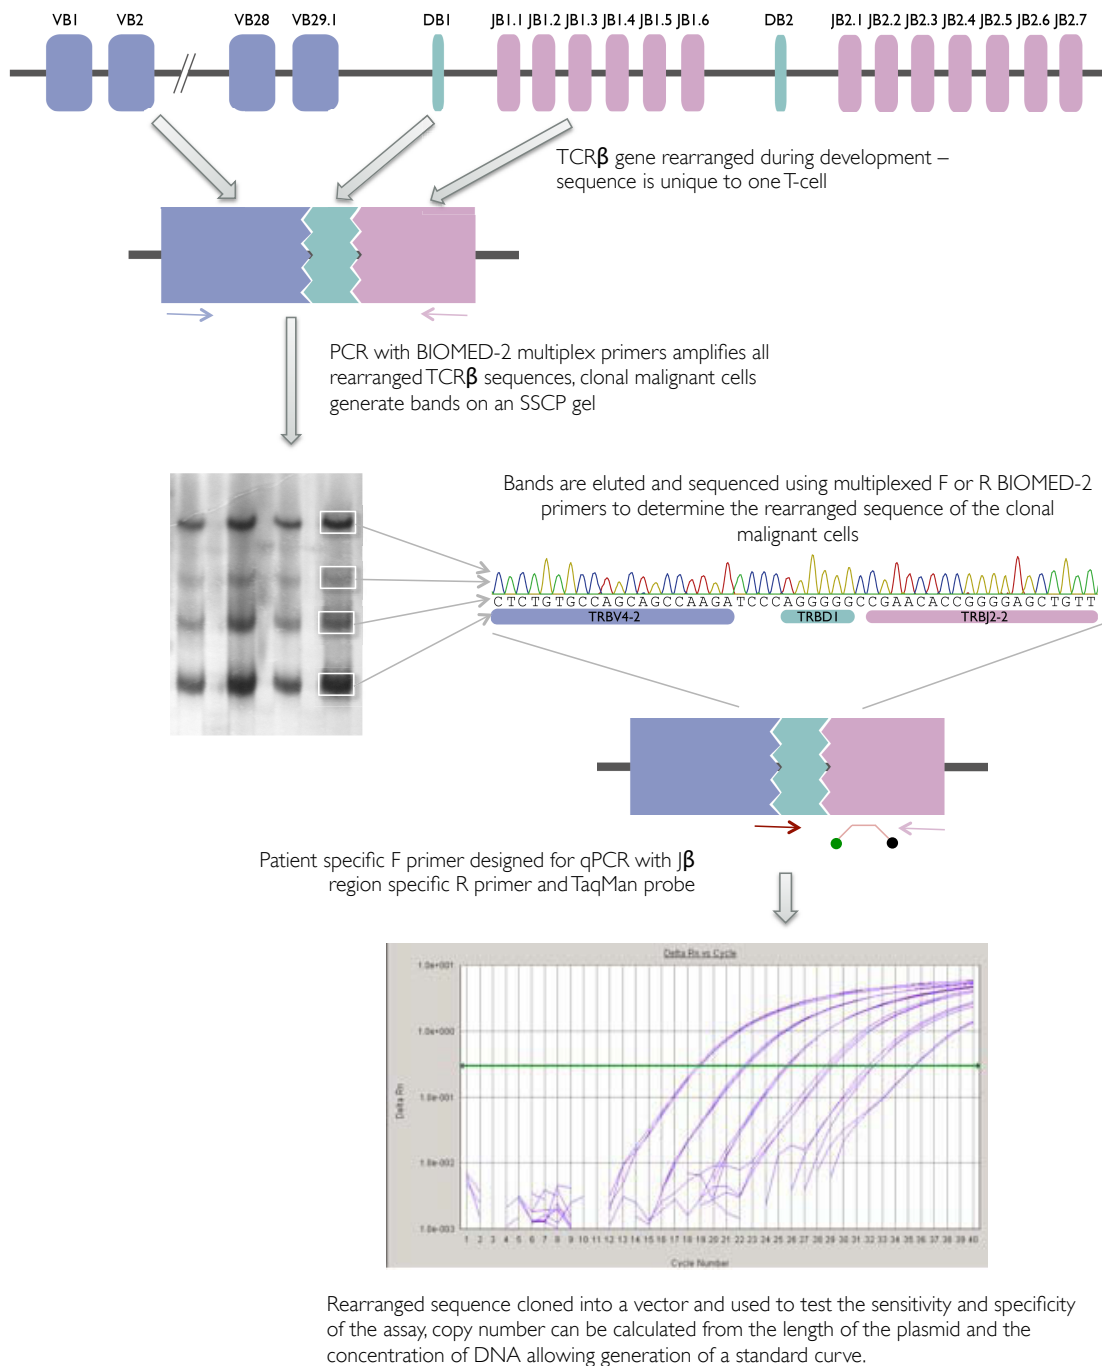 VB1 VB2 VB28 VB29.1 DB1 JB1.1 JB1.2 JB1.3 JB1.4 JB1.5 JB1.6 DB2 JB2.1 JB2.2 JB2.3 JB2.4 JB2.5 JB2.6 JB2.7
TCRβ gene rearranged during development –
sequence is unique to one T-cell
PCR with BIOMED-2 multiplex primers amplifies all
rearranged TCRβ sequences, clonal malignant cells
generate bands on an SSCP gel
Bands are eluted and sequenced using multiplexed F or R BIOMED-2
primers to determine the rearranged sequence of the clonal
malignant cells
CTCTGTGCCAGCAGCCAAGATCCCAGGGGGCCGAACACCGGGGAGCTGTT
TRBV4-2 TRBD1 TRBJ2-2
Patient specific F primer designed for qPCR with Jβ
region specific R primer and TaqMan probe
Delta Rn vs Cycle
1.0e+001
1.0e+000
1.0e-001
1.0e-002
1.0e-003
Delta Rn
1 2 3 4 5 6 7 8 9 10 11 12 13 14 15 16 17 18 19 20 21 22 23 24 25 26 27 28 29 30 31 32 33 34 35 36 37 38 39 40
Cycle Number
Rearranged sequence cloned into a vector and used to test the sensitivity and specificity
of the assay, copy number can be calculated from the length of the plasmid and the
concentration of DNA allowing generation of a standard curve.